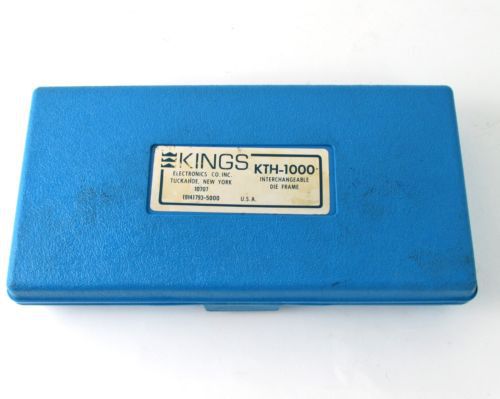 KINGS KTH-1000
ELECTRONICS CO. INC. INTERCHANGEABLE
TUCKAHOE, NEW YORK DIE FRAME
10707
(914) 793-5000 U.S.A.